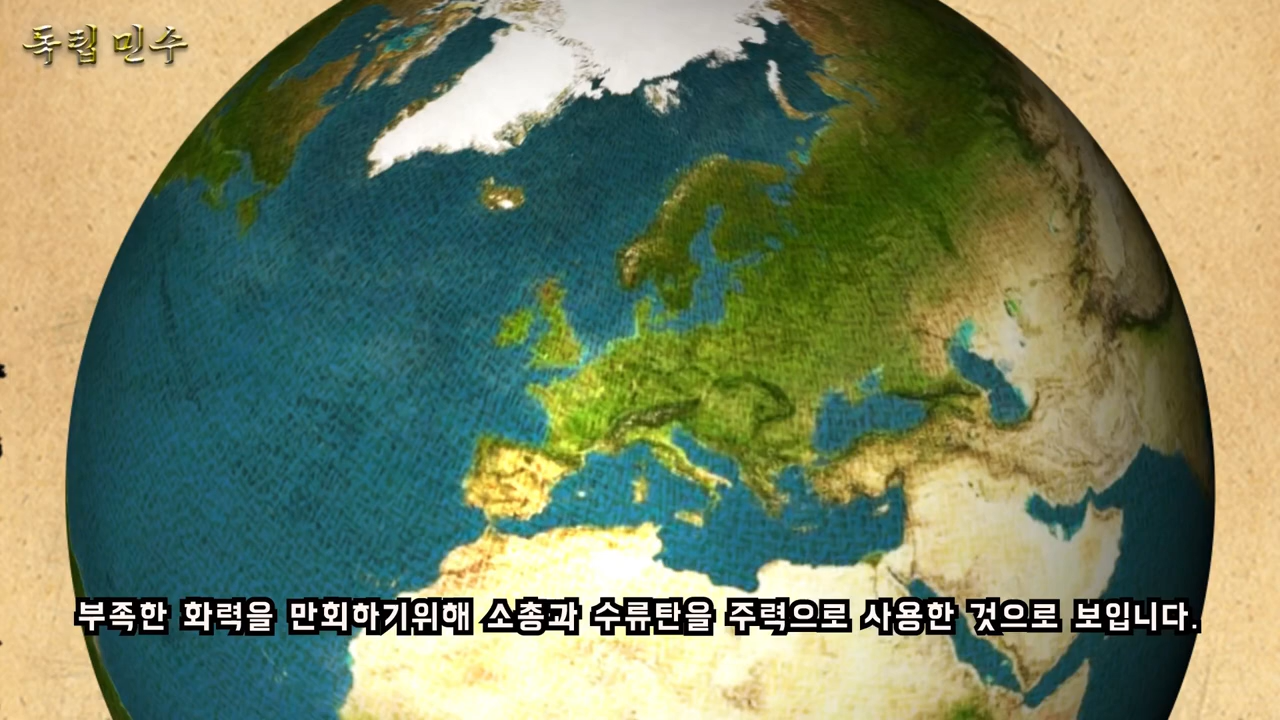 독립 민수
부족한 화력을 만회하기위해 소총과 수류탄을 주력으로 사용한 것으로 보입니다.